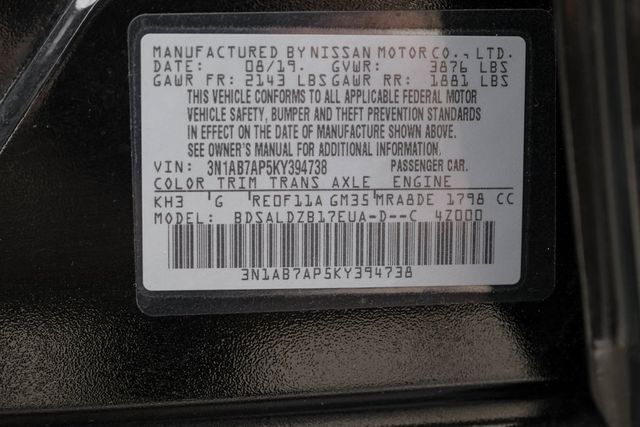 MANUFACTURED BY NISSAN MOTOR CO., LTD.
DATE: 08/19. GVWR: 3876 LBS
GAWR FR: 2143 LBS GAWR RR: 1881 LBS
THIS VEHICLE CONFORMS TO ALL APPLICABLE FEDERAL MOTOR
VEHICLE SAFETY, BUMPER AND THEFT PREVENTION STANDARDS
IN EFFECT ON THE DATE OF MANUFACTURE SHOWN ABOVE.
SEE OWNER'S MANUAL FOR ADDITIONAL INFORMATION.
VIN: 3N1AB7AP5KY394738 PASSENGER CAR.
COLOR TRIM TRANS AXLE ENGINE
KH3 G RE0F11A GM35 MRA8DE 1798 CC
MODEL: BDSALDZB17EUA-D--C 4Z000
3N1AB7AP5KY394738